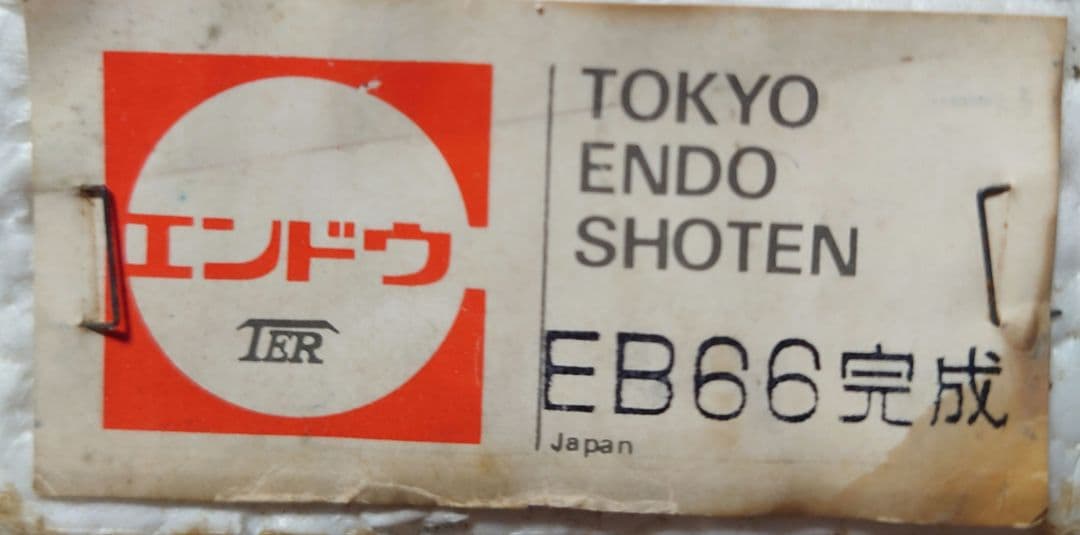 エンドウ
TER
TOKYO
ENDO
SHOTEN
EB66完成
Japan